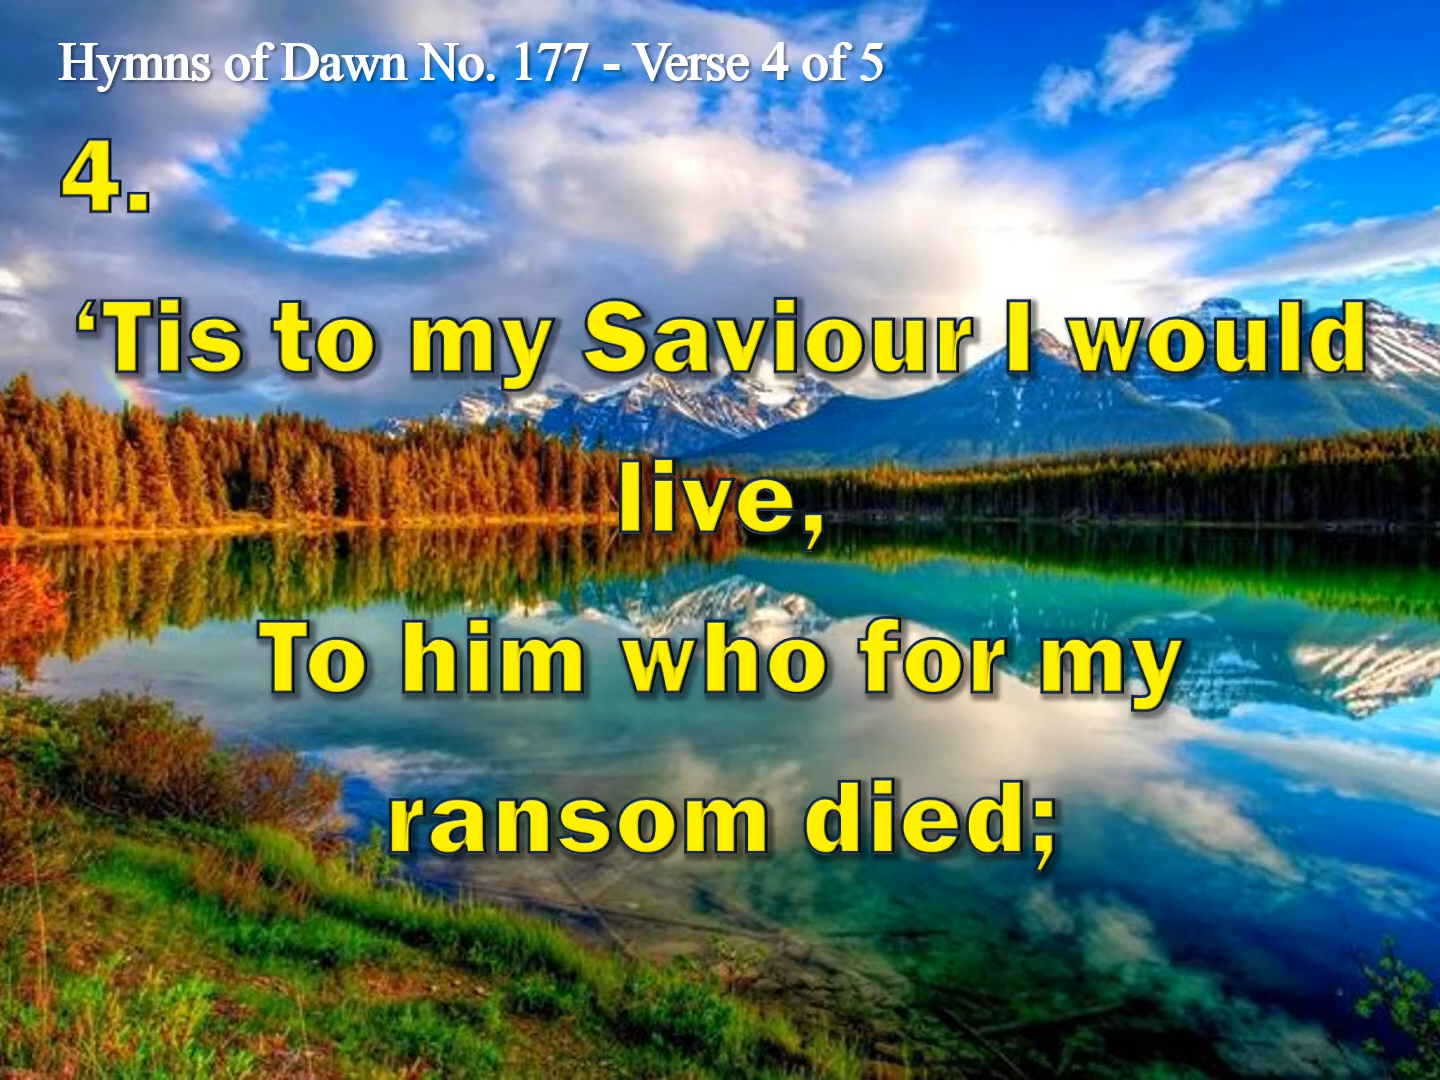 Hymns of Dawn No. 177 - Verse 4 of 5
4.
‘Tis to my Saviour I would
live,
To him who for my
ransom died;